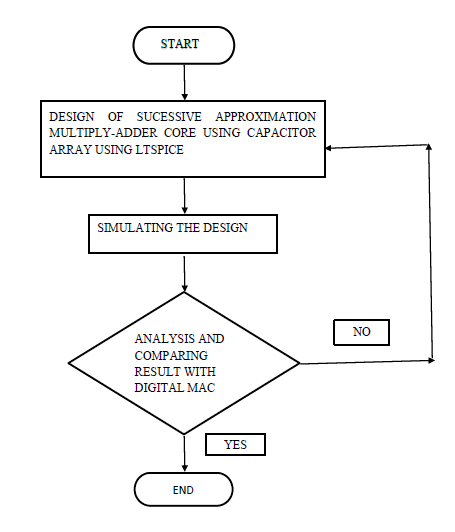 START
DESIGN OF SUCESSIVE APPROXIMATION
MULTIPLY-ADDER CORE USING CAPACITOR
ARRAY USING LTSPICE
SIMULATING THE DESIGN
ANALYSIS AND
COMPARING
RESULT WITH
DIGITAL MAC
NO
YES
END